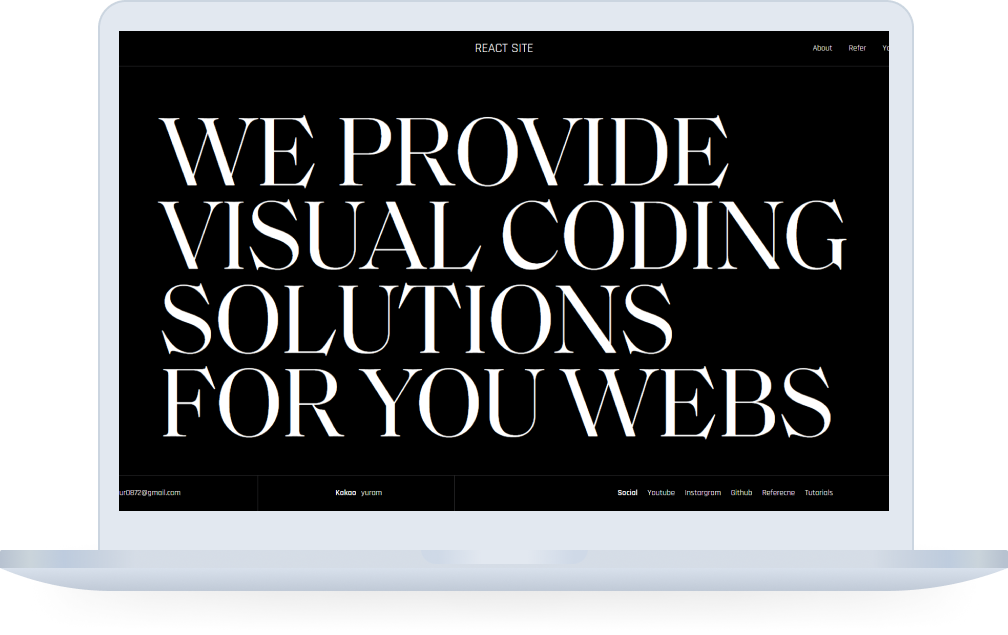 REACT SITE
About Refer
WE PROVIDE
VISUAL CODING
SOLUTIONS
FOR YOU WEBS
ur0872@gmail.com
Kakao yuram
Social Youtube Instargram Github Referecne Tutorials